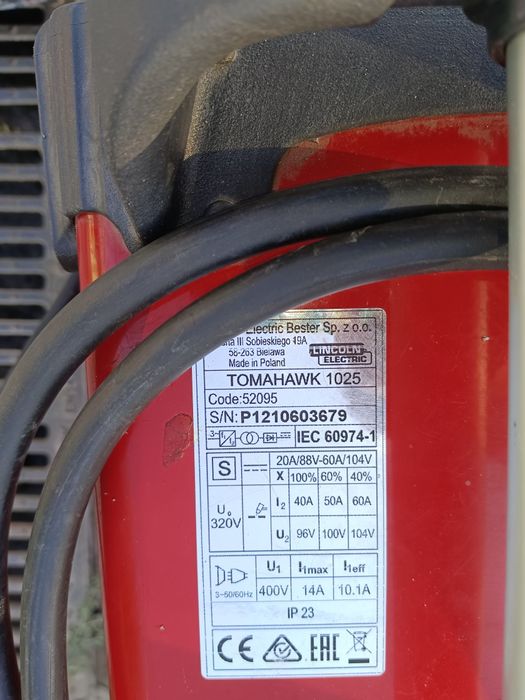 Electric Bester Sp. z o.o.
III Sobieskiego 19A
58-263 Bielawa
Made in Poland
LINCOLN
ELECTRIC
TOMAHAWK 1025
Code:52095
S/N: P1210603679
3~
IEC 60974-1
S
20A/88V-60A/104V
X 100% 60% 40%
U₀
320V
I₂ 40A 50A 60A
U₂ 96V 100V 104V
U₁ I₁max I₁eff
3~50/60Hz 400V 14A 10.1A
IP 23
CE EAC